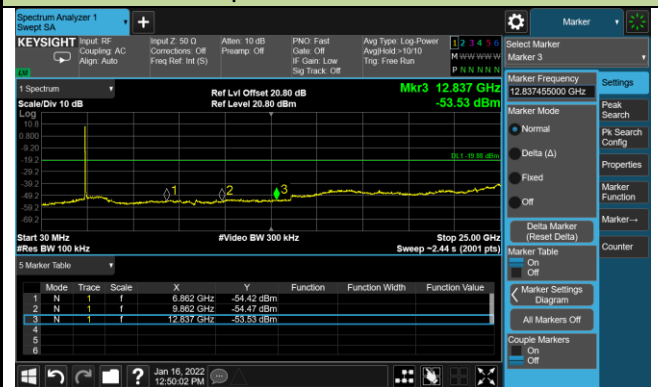 Spectrum Analyzer 1
Swept SA
Marker
KEYSIGHT
Input: RF
Coupling: AC
Align: Auto
Input Z: 50 Ω
Corrections: Off
Freq Ref: Int (S)
Atten: 10 dB
Preamp: Off
PNO: Fast
Gate: Off
IF Gain: Low
Sig Track: Off
Avg Type: Log-Power
Avg|Hold:>10/10
Trig: Free Run
1 2 3 4 5 6
M W W W W W
P N N N N N
Select Marker
Marker 3
1 Spectrum
Scale/Div 10 dB
Ref Lvl Offset 20.80 dB
Ref Level 20.80 dBm
Mkr3 12.837 GHz
-53.53 dBm
Log
10.8
0.800
-9.20
-19.2
-29.2
-39.2
-49.2
-59.2
-69.2
DL1 -19.88 dBm
1
2
3
Start 30 MHz
#Res BW 100 kHz
#Video BW 300 kHz
Stop 25.00 GHz
Sweep ~2.44 s (2001 pts)
5 Marker Table
Mode Trace Scale X Y Function Function Width Function Value
1 N 1 f 6.862 GHz -54.42 dBm
2 N 1 f 9.862 GHz -54.47 dBm
3 N 1 f 12.837 GHz -53.53 dBm
4
5
6
Marker Frequency
12.837455000 GHz
Marker Mode
Normal
Delta (Δ)
Fixed
Off
Delta Marker
(Reset Delta)
Marker Table
On
Off
Marker Settings
Diagram
All Markers Off
Couple Markers
On
Off
Settings
Peak
Search
Pk Search
Config
Properties
Marker
Function
Marker→
Counter
Jan 16, 2022
12:50:02 PM